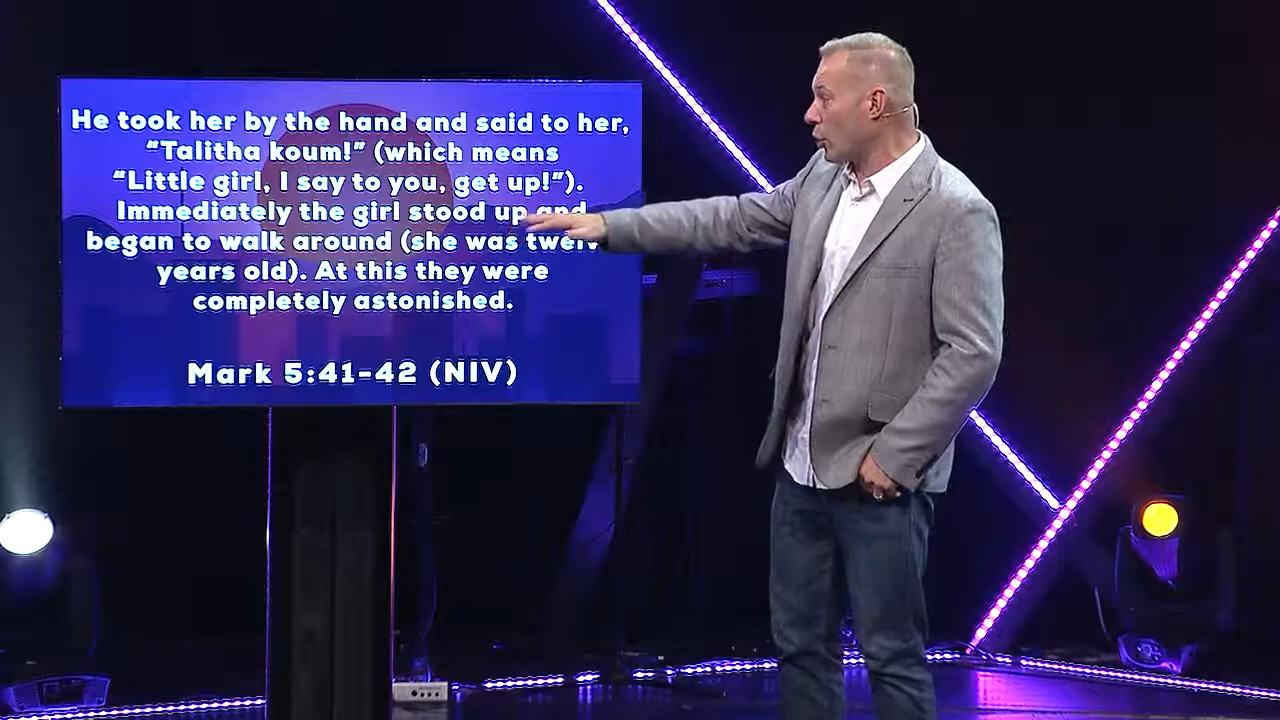 He took her by the hand and said to her,
“Talitha koum!” (which means
“Little girl, I say to you, get up!”).
Immediately the girl stood up and
began to walk around (she was
years old). At this they were
completely astonished.
Mark 5:41-42 (NIV)